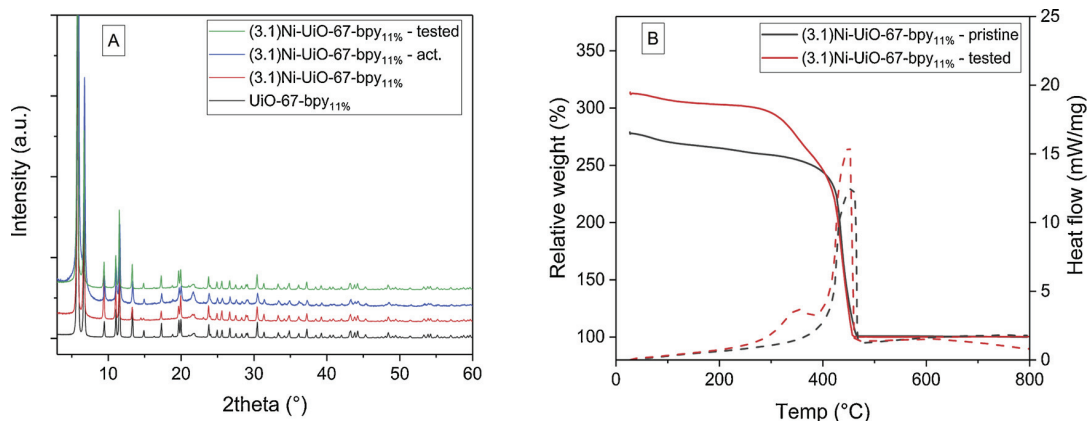 A
(3.1)Ni-UiO-67-bpy11% - tested
(3.1)Ni-UiO-67-bpy11% - act.
(3.1)Ni-UiO-67-bpy11%
UiO-67-bpy11%
Intensity (a.u.)
0 10 20 30 40 50 60
2theta (°)
B
(3.1)Ni-UiO-67-bpy11% - pristine
(3.1)Ni-UiO-67-bpy11% - tested
Relative weight (%)
350
300
250
200
150
100
25
20
15
10
5
0
Heat flow (mW/mg)
0 200 400 600 800
Temp (°C)